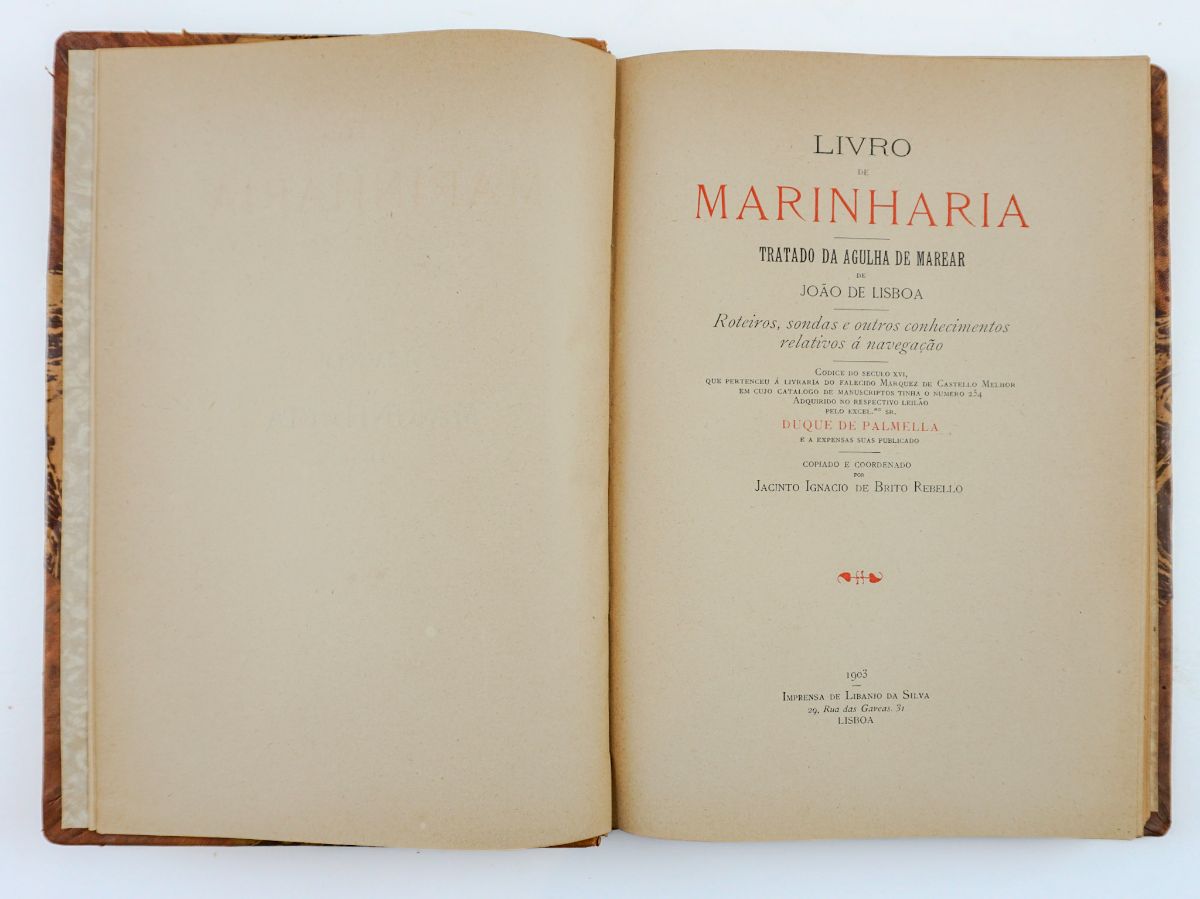 LIVRO
DE
MARINHARIA
TRATADO DA AGULHA DE MAREAR
DE
JOÃO DE LISBOA
Roteiros, sondas e outros conhecimentos
relativos á navegação
CODICE DO SECULO XVI,
QUE PERTENCEU Á LIVRARIA DO FALECIDO MARQUEZ DE CASTELLO MELHOR
EM CUJO CATALOGO DE MANUSCRIPTOS TINHA O NUMERO 254
ADQUIRIDO NO RESPECTIVO LEILÃO
PELO EXCEL.mo SR.
DUQUE DE PALMELLA
E A EXPENSAS SUAS PUBLICADO
COPIADO E COORDENADO
POR
JACINTO IGNACIO DE BRITO REBELLO
1903
IMPRENSA DE LIBANIO DA SILVA
29, Rua das Gaveas, 31
LISBOA